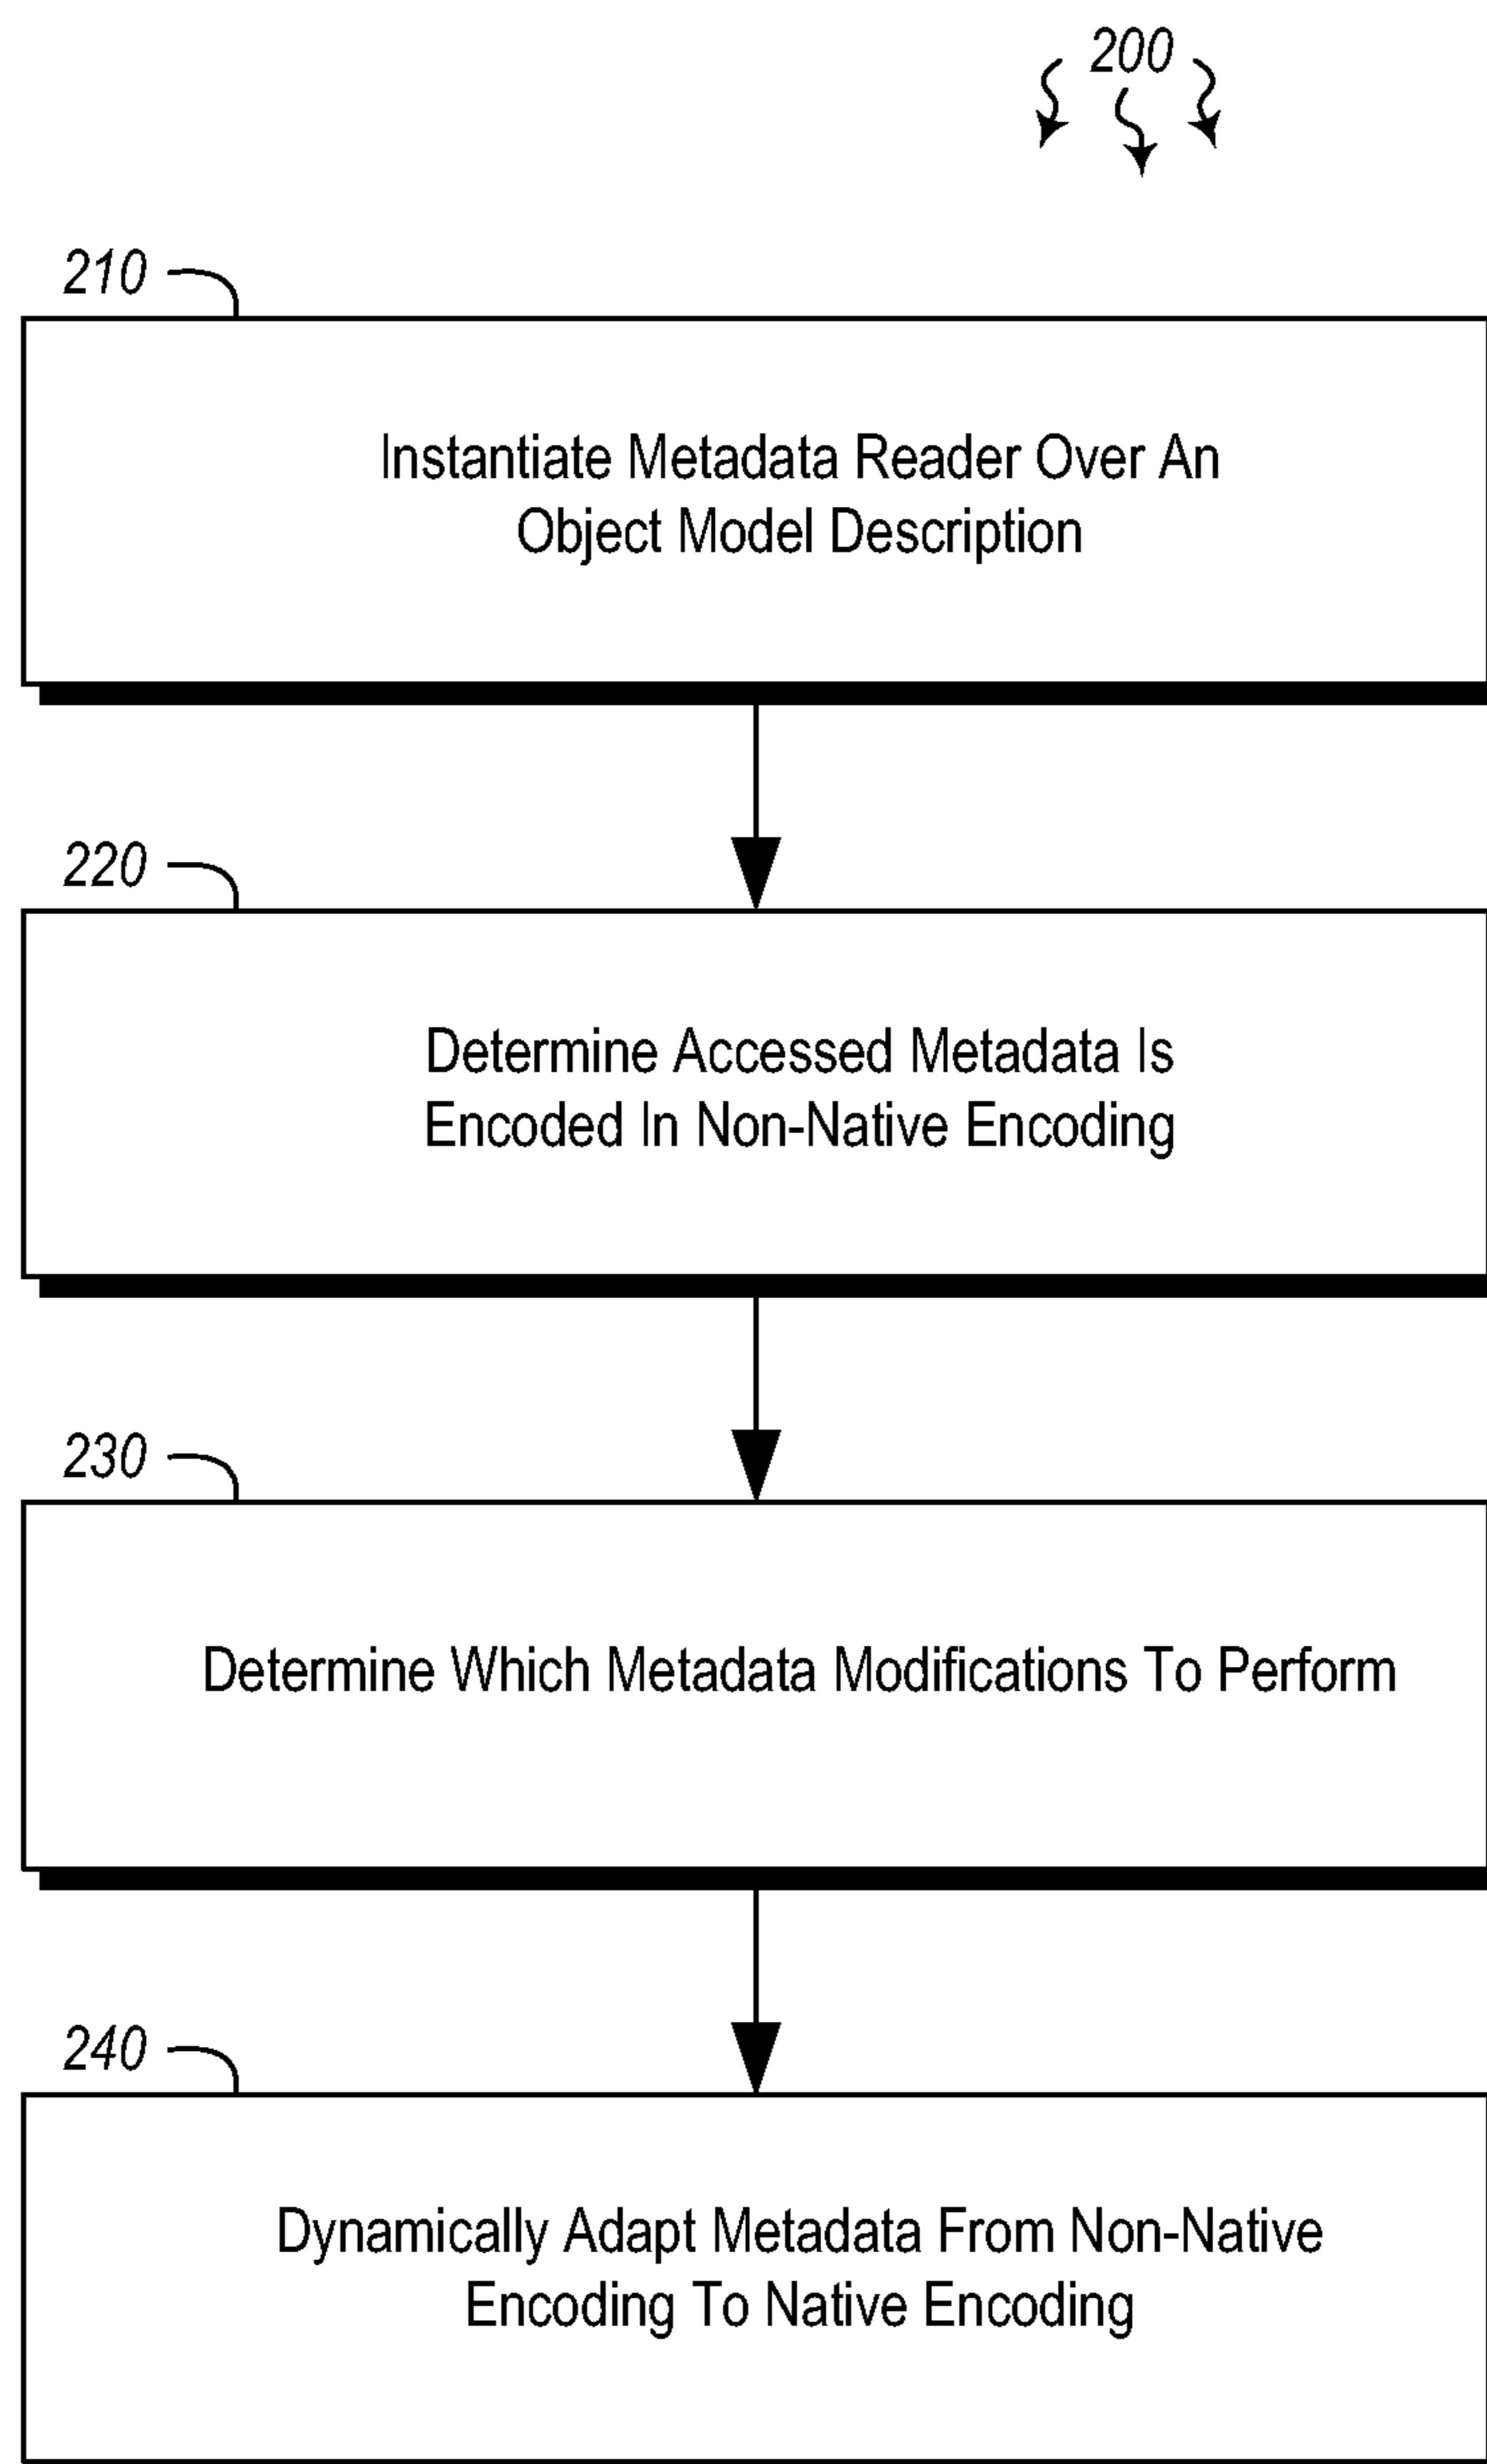 200
210
Instantiate Metadata Reader Over An
Object Model Description
220
Determine Accessed Metadata Is
Encoded In Non-Native Encoding
230
Determine Which Metadata Modifications To Perform
240
Dynamically Adapt Metadata From Non-Native
Encoding To Native Encoding